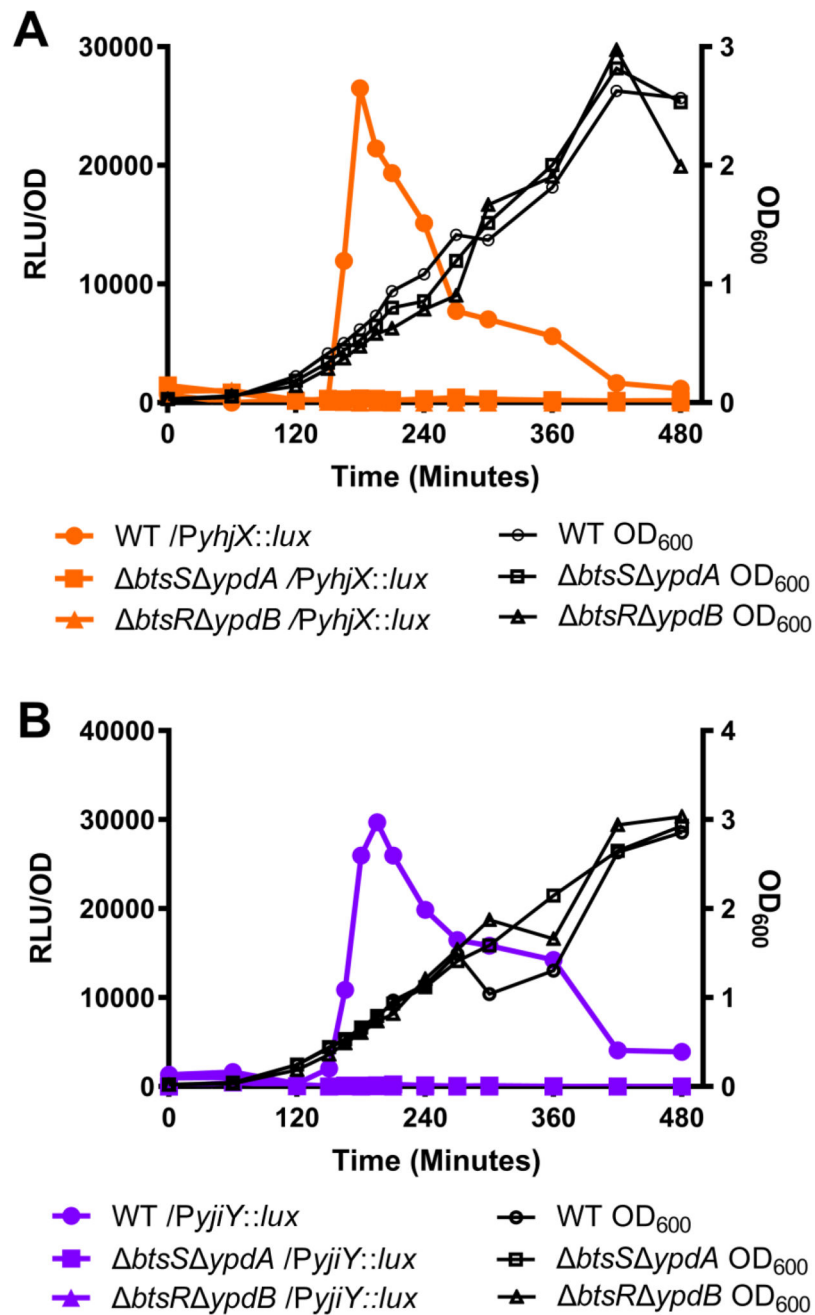 A
30000
20000
10000
0
RLU/OD
3
2
1
0
OD600
0 120 240 360 480
Time (Minutes)
WT /PyhjX::lux
ΔbtsSΔypdA /PyhjX::lux
ΔbtsRΔypdB /PyhjX::lux
WT OD600
ΔbtsSΔypdA OD600
ΔbtsRΔypdB OD600
B
40000
30000
20000
10000
0
RLU/OD
4
3
2
1
0
OD600
0 120 240 360 480
Time (Minutes)
WT /PyjiY::lux
ΔbtsSΔypdA /PyjiY::lux
ΔbtsRΔypdB /PyjiY::lux
WT OD600
ΔbtsSΔypdA OD600
ΔbtsRΔypdB OD600